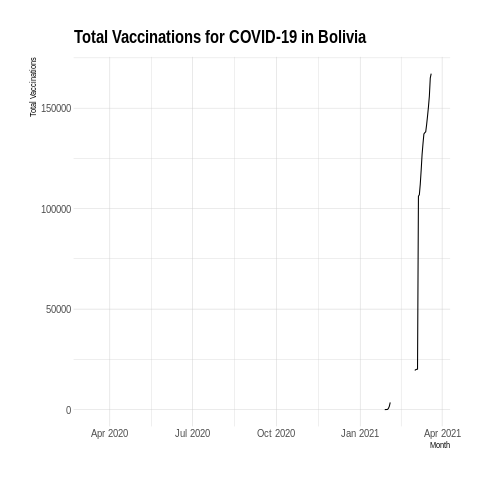 Total Vaccinations for COVID-19 in Bolivia
Total Vaccinations
150000
100000
50000
0
Apr 2020 Jul 2020 Oct 2020 Jan 2021 Apr 2021
Month